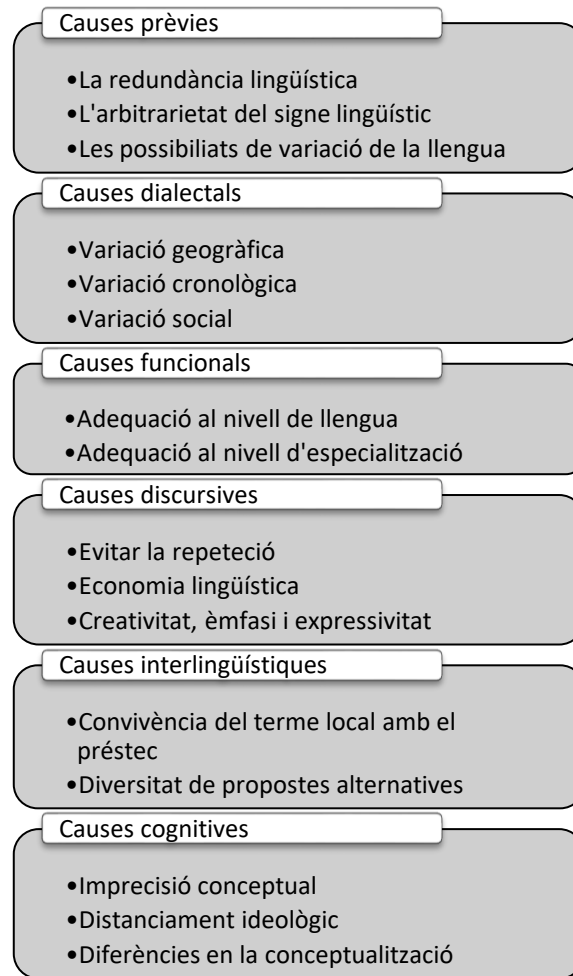 Causes prèvies
•La redundància lingüística
•L'arbitrarietat del signe lingüístic
•Les possibiliats de variació de la llengua
Causes dialectals
•Variació geogràfica
•Variació cronològica
•Variació social
Causes funcionals
•Adequació al nivell de llengua
•Adequació al nivell d'especialització
Causes discursives
•Evitar la repeteció
•Economia lingüística
•Creativitat, èmfasi i expressivitat
Causes interlingüístiques
•Convivència del terme local amb el
préstec
•Diversitat de propostes alternatives
Causes cognitives
•Imprecisió conceptual
•Distanciament ideològic
•Diferències en la conceptualització